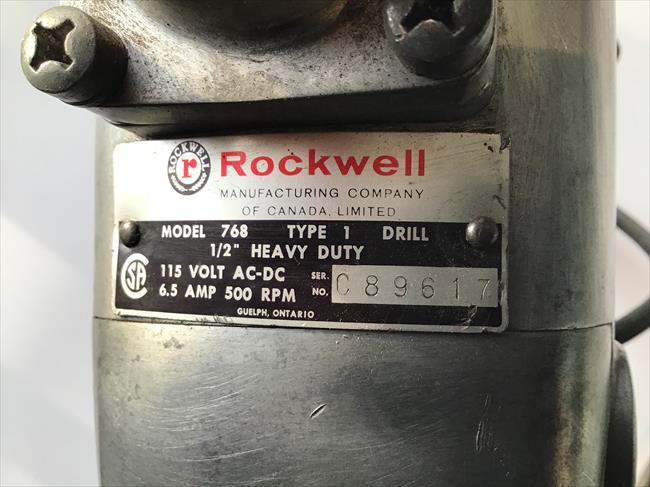 ROCKWELL
r
Rockwell
MANUFACTURING COMPANY
OF CANADA, LIMITED
MODEL 768 TYPE 1 DRILL
1/2" HEAVY DUTY
CSA
115 VOLT AC-DC
6.5 AMP 500 RPM
SER. NO. C89617
GUELPH, ONTARIO